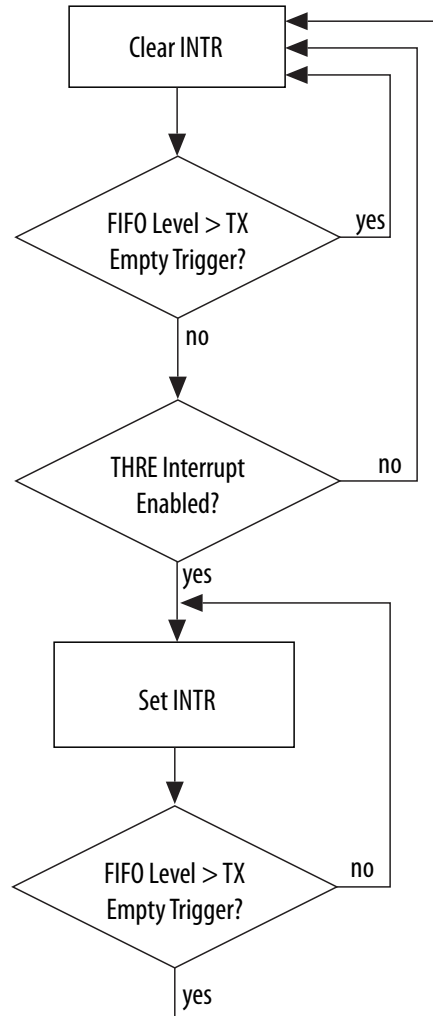 Clear INTR
FIFO Level > TX
Empty Trigger?
yes
no
THRE Interrupt
Enabled?
no
yes
Set INTR
FIFO Level > TX
Empty Trigger?
no
yes